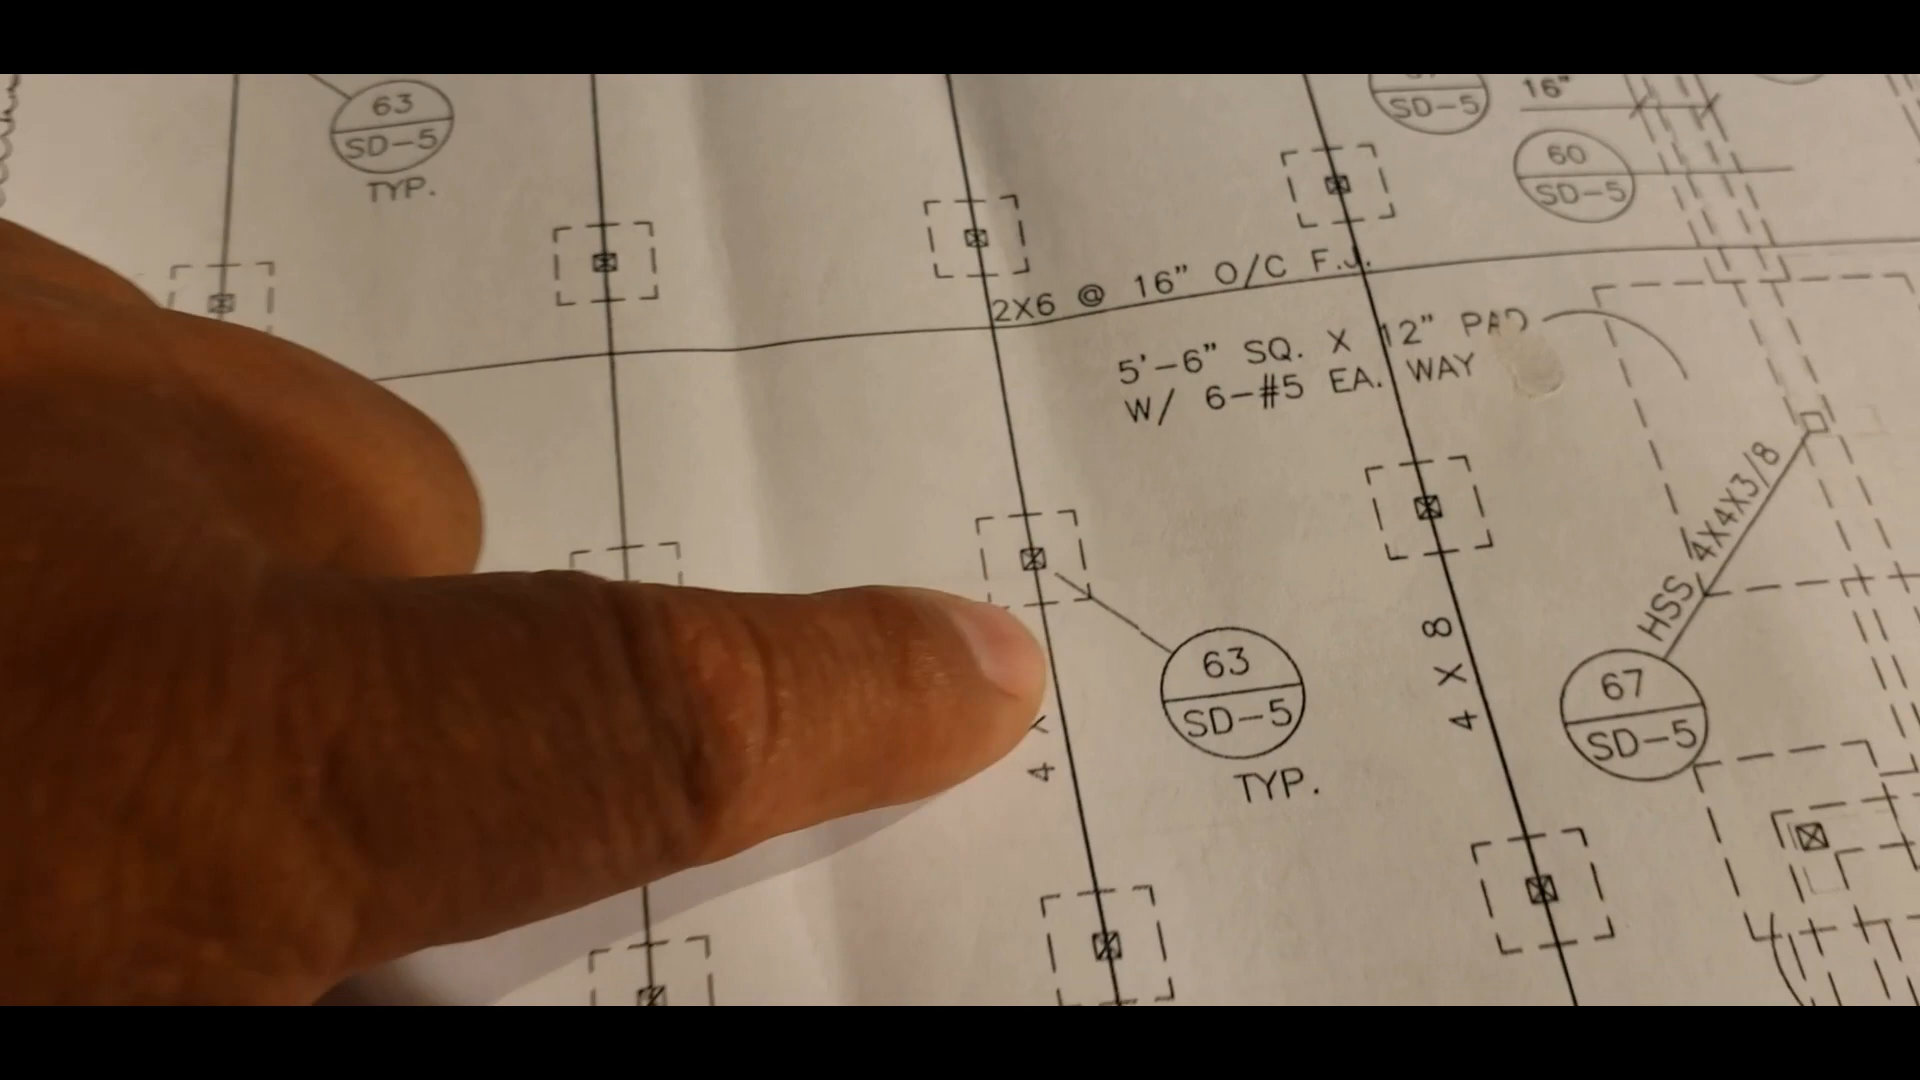 63
SD-5
TYP.
SD-5
16"
60
SD-5
2X6 @ 16" O/C F.J.
5'-6" SQ. X 12" PAD
W/ 6-#5 EA. WAY
HSS 4X4X3/8
63
SD-5
TYP.
4 X 8
67
SD-5
4 X